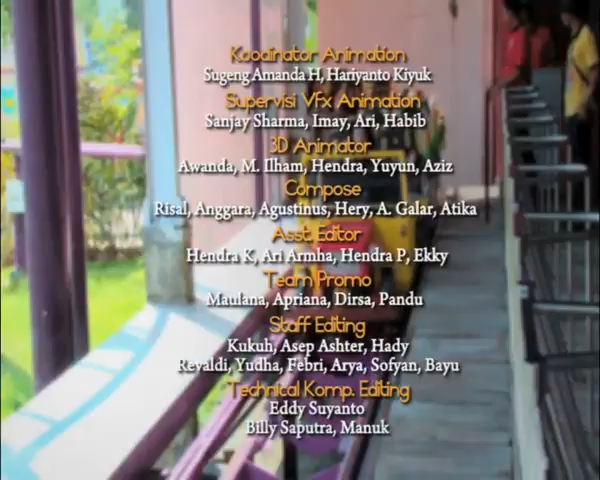 Koodinator Animation
Sugeng Amanda H, Hariyanto Kiyuk
Supervisi VFx Animation
Sanjay Sharma, Imay, Ari, Habib
3D Animator
Awanda, M. Ilham, Hendra, Yuyun, Aziz
Compose
Risal, Anggara, Agustinus, Hery, A. Galar, Atika
Asst. Editor
Hendra K, Ari Armha, Hendra P, Ekky
Team Promo
Maulana, Apriana, Dirsa, Pandu
Staff Editing
Kukuh, Asep Ashter, Hady
Revaldi, Yudha, Febri, Arya, Sofyan, Bayu
Technical Komp. Editing
Eddy Suyanto
Billy Saputra, Manuk